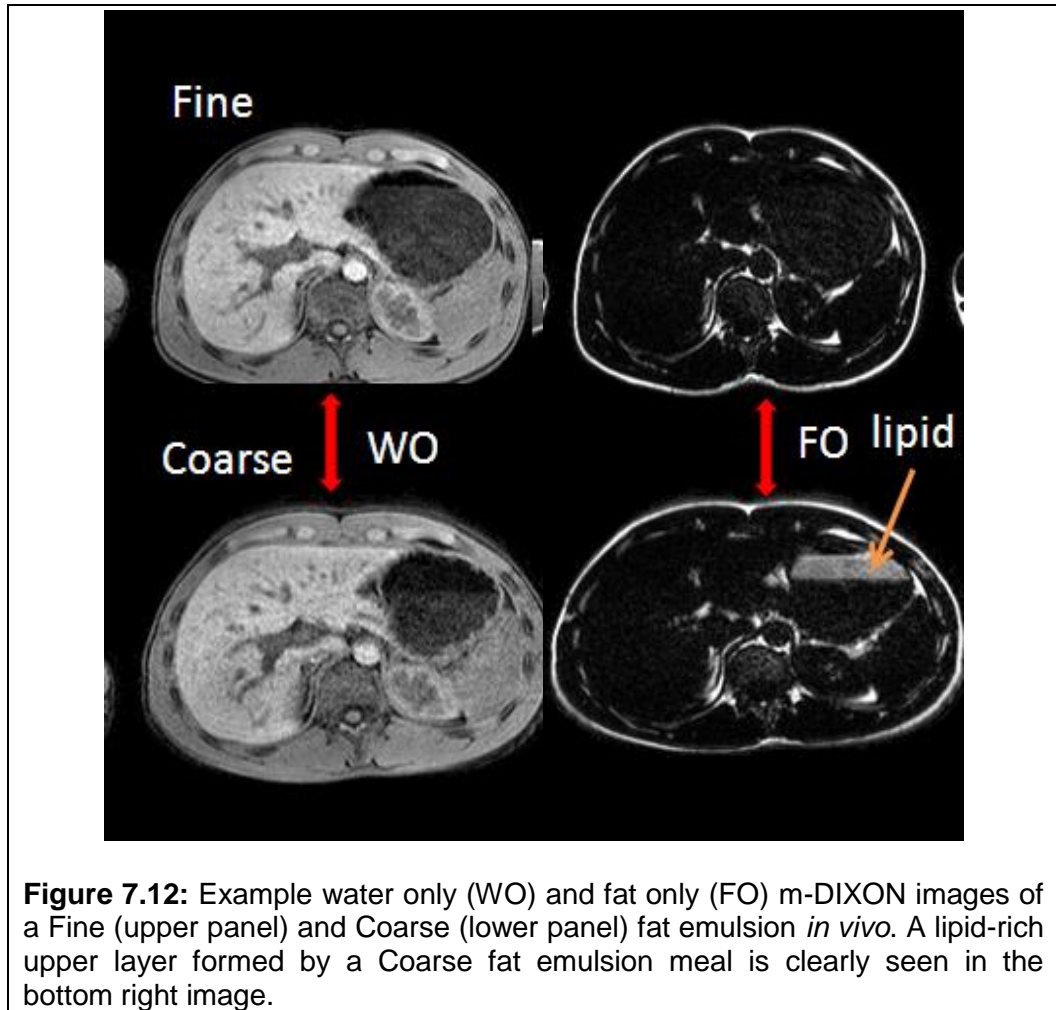 Fine
Coarse
WO
FO
lipid
Figure 7.12: Example water only (WO) and fat only (FO) m-DIXON images of
a Fine (upper panel) and Coarse (lower panel) fat emulsion in vivo. A lipid-rich
upper layer formed by a Coarse fat emulsion meal is clearly seen in the
bottom right image.